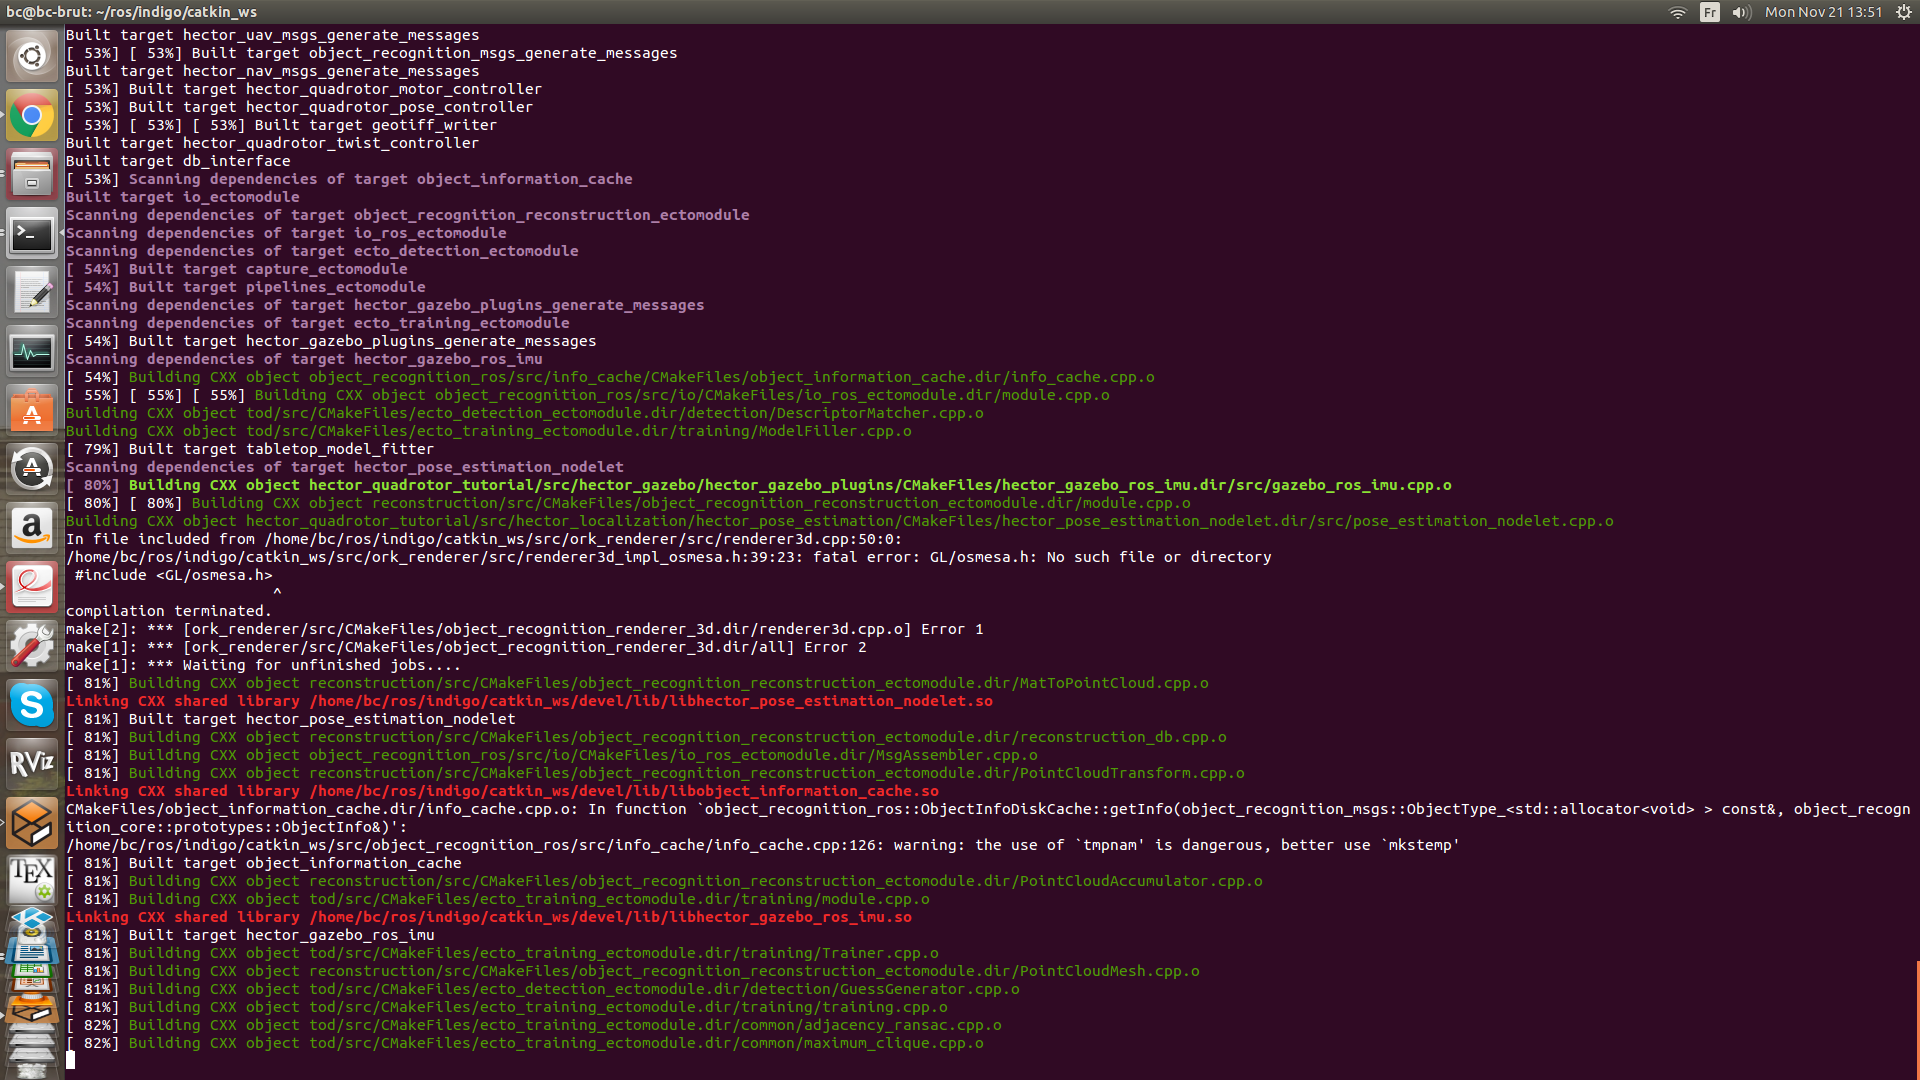 bc@bc-brut: ~/ros/indigo/catkin_ws
Fr
Mon Nov 21 13:51
Built target hector_uav_msgs_generate_messages
[ 53%] [ 53%] Built target object_recognition_msgs_generate_messages
Built target hector_nav_msgs_generate_messages
[ 53%] Built target hector_quadrotor_motor_controller
[ 53%] Built target hector_quadrotor_pose_controller
[ 53%] [ 53%] [ 53%] Built target geotiff_writer
Built target hector_quadrotor_twist_controller
Built target db_interface
[ 53%] Scanning dependencies of target object_information_cache
Built target io_ectomodule
Scanning dependencies of target object_recognition_reconstruction_ectomodule
Scanning dependencies of target io_ros_ectomodule
Scanning dependencies of target ecto_detection_ectomodule
[ 54%] Built target capture_ectomodule
[ 54%] Built target pipelines_ectomodule
Scanning dependencies of target hector_gazebo_plugins_generate_messages
Scanning dependencies of target ecto_training_ectomodule
[ 54%] Built target hector_gazebo_plugins_generate_messages
Scanning dependencies of target hector_gazebo_ros_imu
[ 54%] Building CXX object object_recognition_ros/src/info_cache/CMakeFiles/object_information_cache.dir/info_cache.cpp.o
[ 55%] [ 55%] [ 55%] Building CXX object object_recognition_ros/src/io/CMakeFiles/io_ros_ectomodule.dir/module.cpp.o
Building CXX object tod/src/CMakeFiles/ecto_detection_ectomodule.dir/detection/DescriptorMatcher.cpp.o
Building CXX object tod/src/CMakeFiles/ecto_training_ectomodule.dir/training/ModelFiller.cpp.o
[ 79%] Built target tabletop_model_fitter
Scanning dependencies of target hector_pose_estimation_nodelet
[ 80%] Building CXX object hector_quadrotor_tutorial/src/hector_gazebo/hector_gazebo_plugins/CMakeFiles/hector_gazebo_ros_imu.dir/src/gazebo_ros_imu.cpp.o
[ 80%] [ 80%] Building CXX object reconstruction/src/CMakeFiles/object_recognition_reconstruction_ectomodule.dir/module.cpp.o
Building CXX object hector_quadrotor_tutorial/src/hector_localization/hector_pose_estimation/CMakeFiles/hector_pose_estimation_nodelet.dir/src/pose_estimation_nodelet.cpp.o
In file included from /home/bc/ros/indigo/catkin_ws/src/ork_renderer/src/renderer3d.cpp:50:0:
/home/bc/ros/indigo/catkin_ws/src/ork_renderer/src/renderer3d_impl_osmesa.h:39:23: fatal error: GL/osmesa.h: No such file or directory
 #include <GL/osmesa.h>
                       ^
compilation terminated.
make[2]: *** [ork_renderer/src/CMakeFiles/object_recognition_renderer_3d.dir/renderer3d.cpp.o] Error 1
make[1]: *** [ork_renderer/src/CMakeFiles/object_recognition_renderer_3d.dir/all] Error 2
make[1]: *** Waiting for unfinished jobs....
[ 81%] Building CXX object reconstruction/src/CMakeFiles/object_recognition_reconstruction_ectomodule.dir/MatToPointCloud.cpp.o
Linking CXX shared library /home/bc/ros/indigo/catkin_ws/devel/lib/libhector_pose_estimation_nodelet.so
[ 81%] Built target hector_pose_estimation_nodelet
[ 81%] Building CXX object reconstruction/src/CMakeFiles/object_recognition_reconstruction_ectomodule.dir/reconstruction_db.cpp.o
[ 81%] Building CXX object object_recognition_ros/src/io/CMakeFiles/io_ros_ectomodule.dir/MsgAssembler.cpp.o
[ 81%] Building CXX object reconstruction/src/CMakeFiles/object_recognition_reconstruction_ectomodule.dir/PointCloudTransform.cpp.o
Linking CXX shared library /home/bc/ros/indigo/catkin_ws/devel/lib/libobject_information_cache.so
CMakeFiles/object_information_cache.dir/info_cache.cpp.o: In function `object_recognition_ros::ObjectInfoDiskCache::getInfo(object_recognition_msgs::ObjectType_<std::allocator<void> > const&, object_recogn
ition_core::prototypes::ObjectInfo&)':
/home/bc/ros/indigo/catkin_ws/src/object_recognition_ros/src/info_cache/info_cache.cpp:126: warning: the use of `tmpnam' is dangerous, better use `mkstemp'
[ 81%] Built target object_information_cache
[ 81%] Building CXX object reconstruction/src/CMakeFiles/object_recognition_reconstruction_ectomodule.dir/PointCloudAccumulator.cpp.o
[ 81%] Building CXX object tod/src/CMakeFiles/ecto_training_ectomodule.dir/training/module.cpp.o
Linking CXX shared library /home/bc/ros/indigo/catkin_ws/devel/lib/libhector_gazebo_ros_imu.so
[ 81%] Built target hector_gazebo_ros_imu
[ 81%] Building CXX object tod/src/CMakeFiles/ecto_training_ectomodule.dir/training/Trainer.cpp.o
[ 81%] Building CXX object reconstruction/src/CMakeFiles/object_recognition_reconstruction_ectomodule.dir/PointCloudMesh.cpp.o
[ 81%] Building CXX object tod/src/CMakeFiles/ecto_detection_ectomodule.dir/detection/GuessGenerator.cpp.o
[ 81%] Building CXX object tod/src/CMakeFiles/ecto_training_ectomodule.dir/training/training.cpp.o
[ 82%] Building CXX object tod/src/CMakeFiles/ecto_training_ectomodule.dir/common/adjacency_ransac.cpp.o
[ 82%] Building CXX object tod/src/CMakeFiles/ecto_training_ectomodule.dir/common/maximum_clique.cpp.o
RViz
TEX